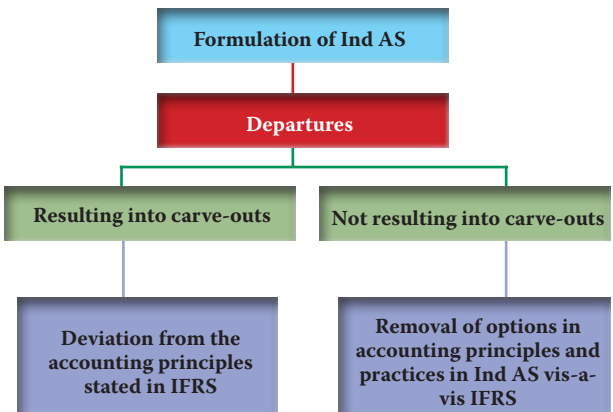 Formulation of Ind AS
Departures
Resulting into carve-outs
Not resulting into carve-outs
Deviation from the
accounting principles
stated in IFRS
Removal of options in
accounting principles and
practices in Ind AS vis-a-
vis IFRS